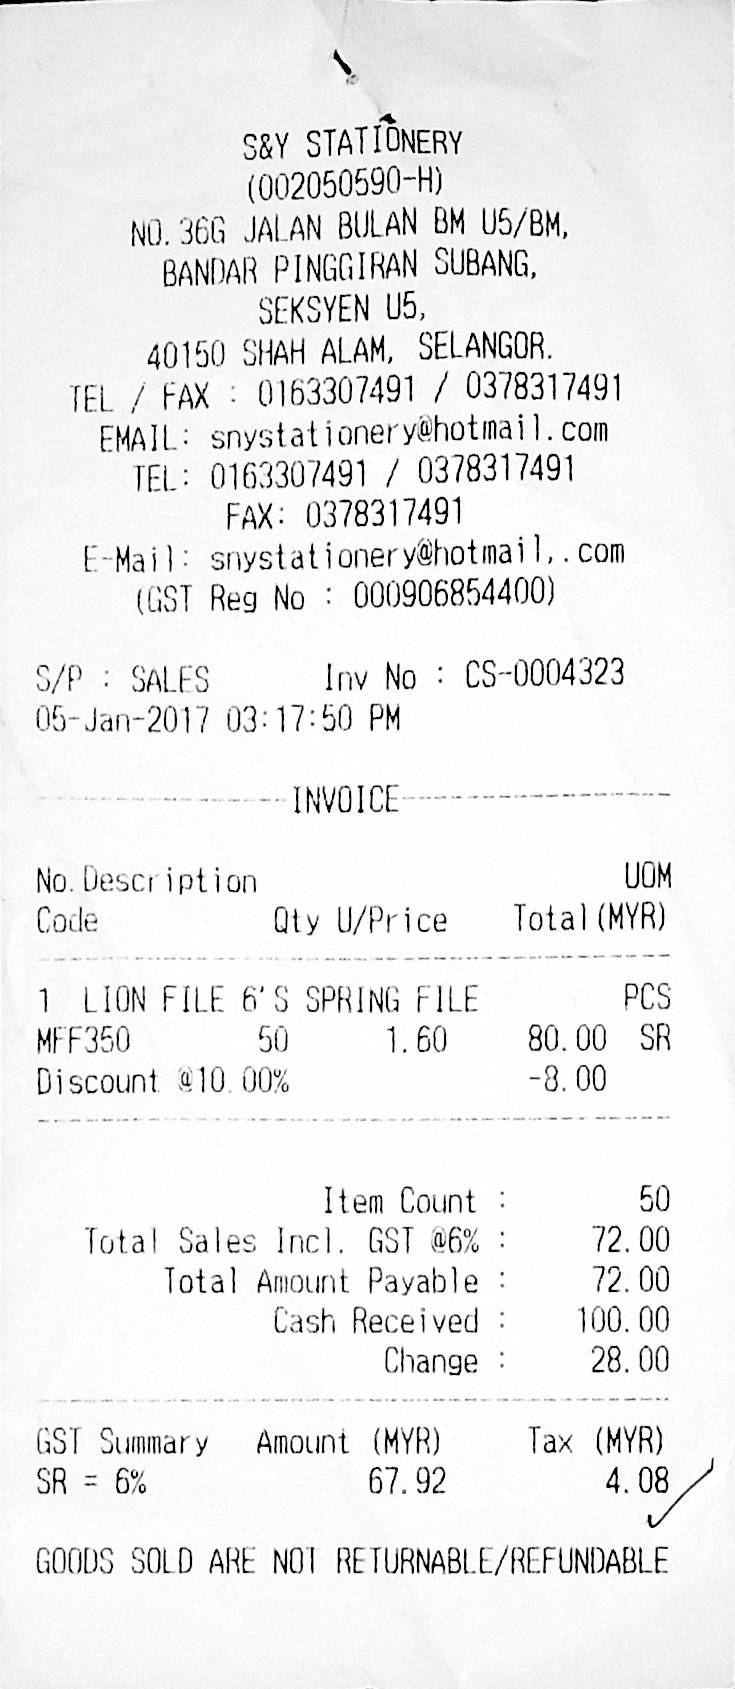 S&Y STATIONERY
(002050590-H)
NO. 36G JALAN BULAN BM U5/BM,
BANDAR PINGGIRAN SUBANG,
SEKSYEN U5,
40150 SHAH ALAM, SELANGOR.
TEL / FAX : 0163307491 / 0378317491
EMAIL: snystationery@hotmail.com
TEL: 0163307491 / 0378317491
FAX: 0378317491
E-Mail: snystationery@hotmail,.com
(GST Reg No : 000906854400)
S/P : SALES Inv No : CS-0004323
05-Jan-2017 03:17:50 PM
INVOICE
No. Description UOM
Code Qty U/Price Total(MYR)
1 LION FILE 6'S SPRING FILE PCS
MFF350 50 1.60 80.00 SR
Discount @10.00% -8.00
Item Count : 50
Total Sales Incl. GST @6% : 72.00
Total Amount Payable : 72.00
Cash Received : 100.00
Change : 28.00
GST Summary Amount (MYR) Tax (MYR)
SR = 6% 67.92 4.08
GOODS SOLD ARE NOT RETURNABLE/REFUNDABLE